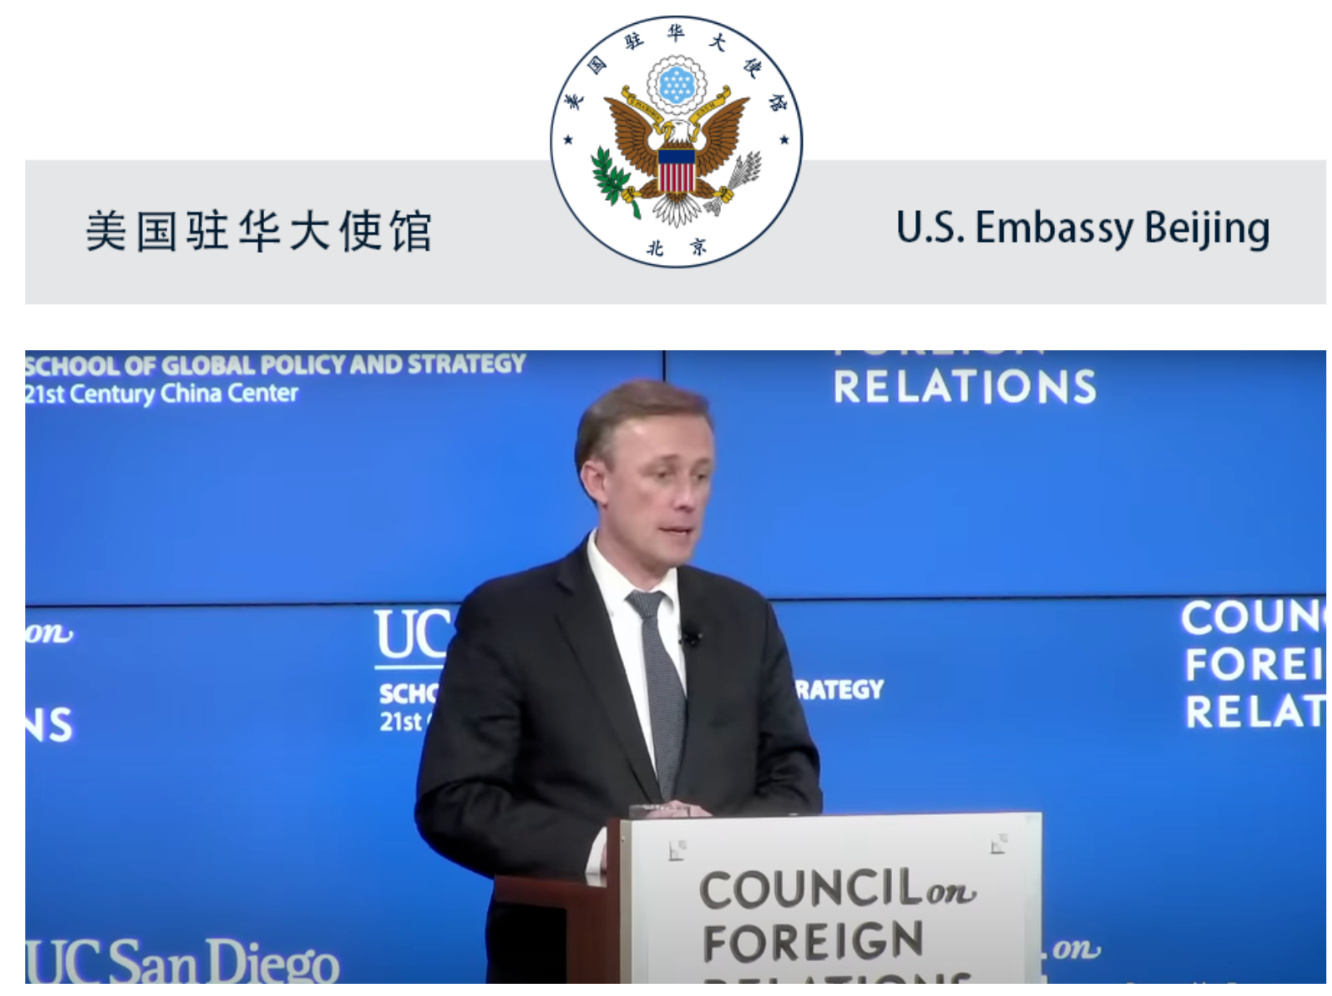 美国驻华大使馆
北京
美国驻华大使馆
U.S. Embassy Beijing
SCHOOL OF GLOBAL POLICY AND STRATEGY
21st Century China Center
RELATIONS
on
NS
UC
SCHO
21st
RATEGY
COUN
FOREI
RELAT
COUNCIL on
FOREIGN
RELATIONS
UC San Diego
on